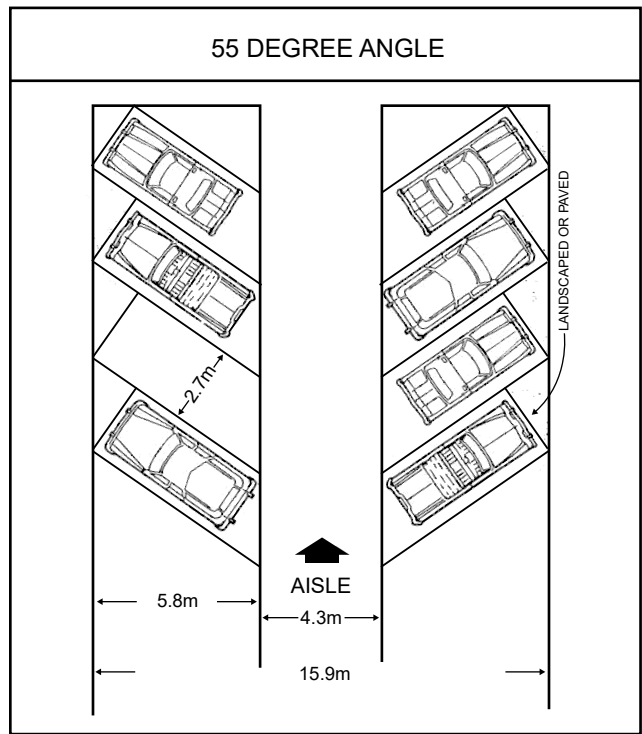 55 DEGREE ANGLE
LANDSCAPED OR PAVED
2.7m
AISLE
5.8m
4.3m
15.9m